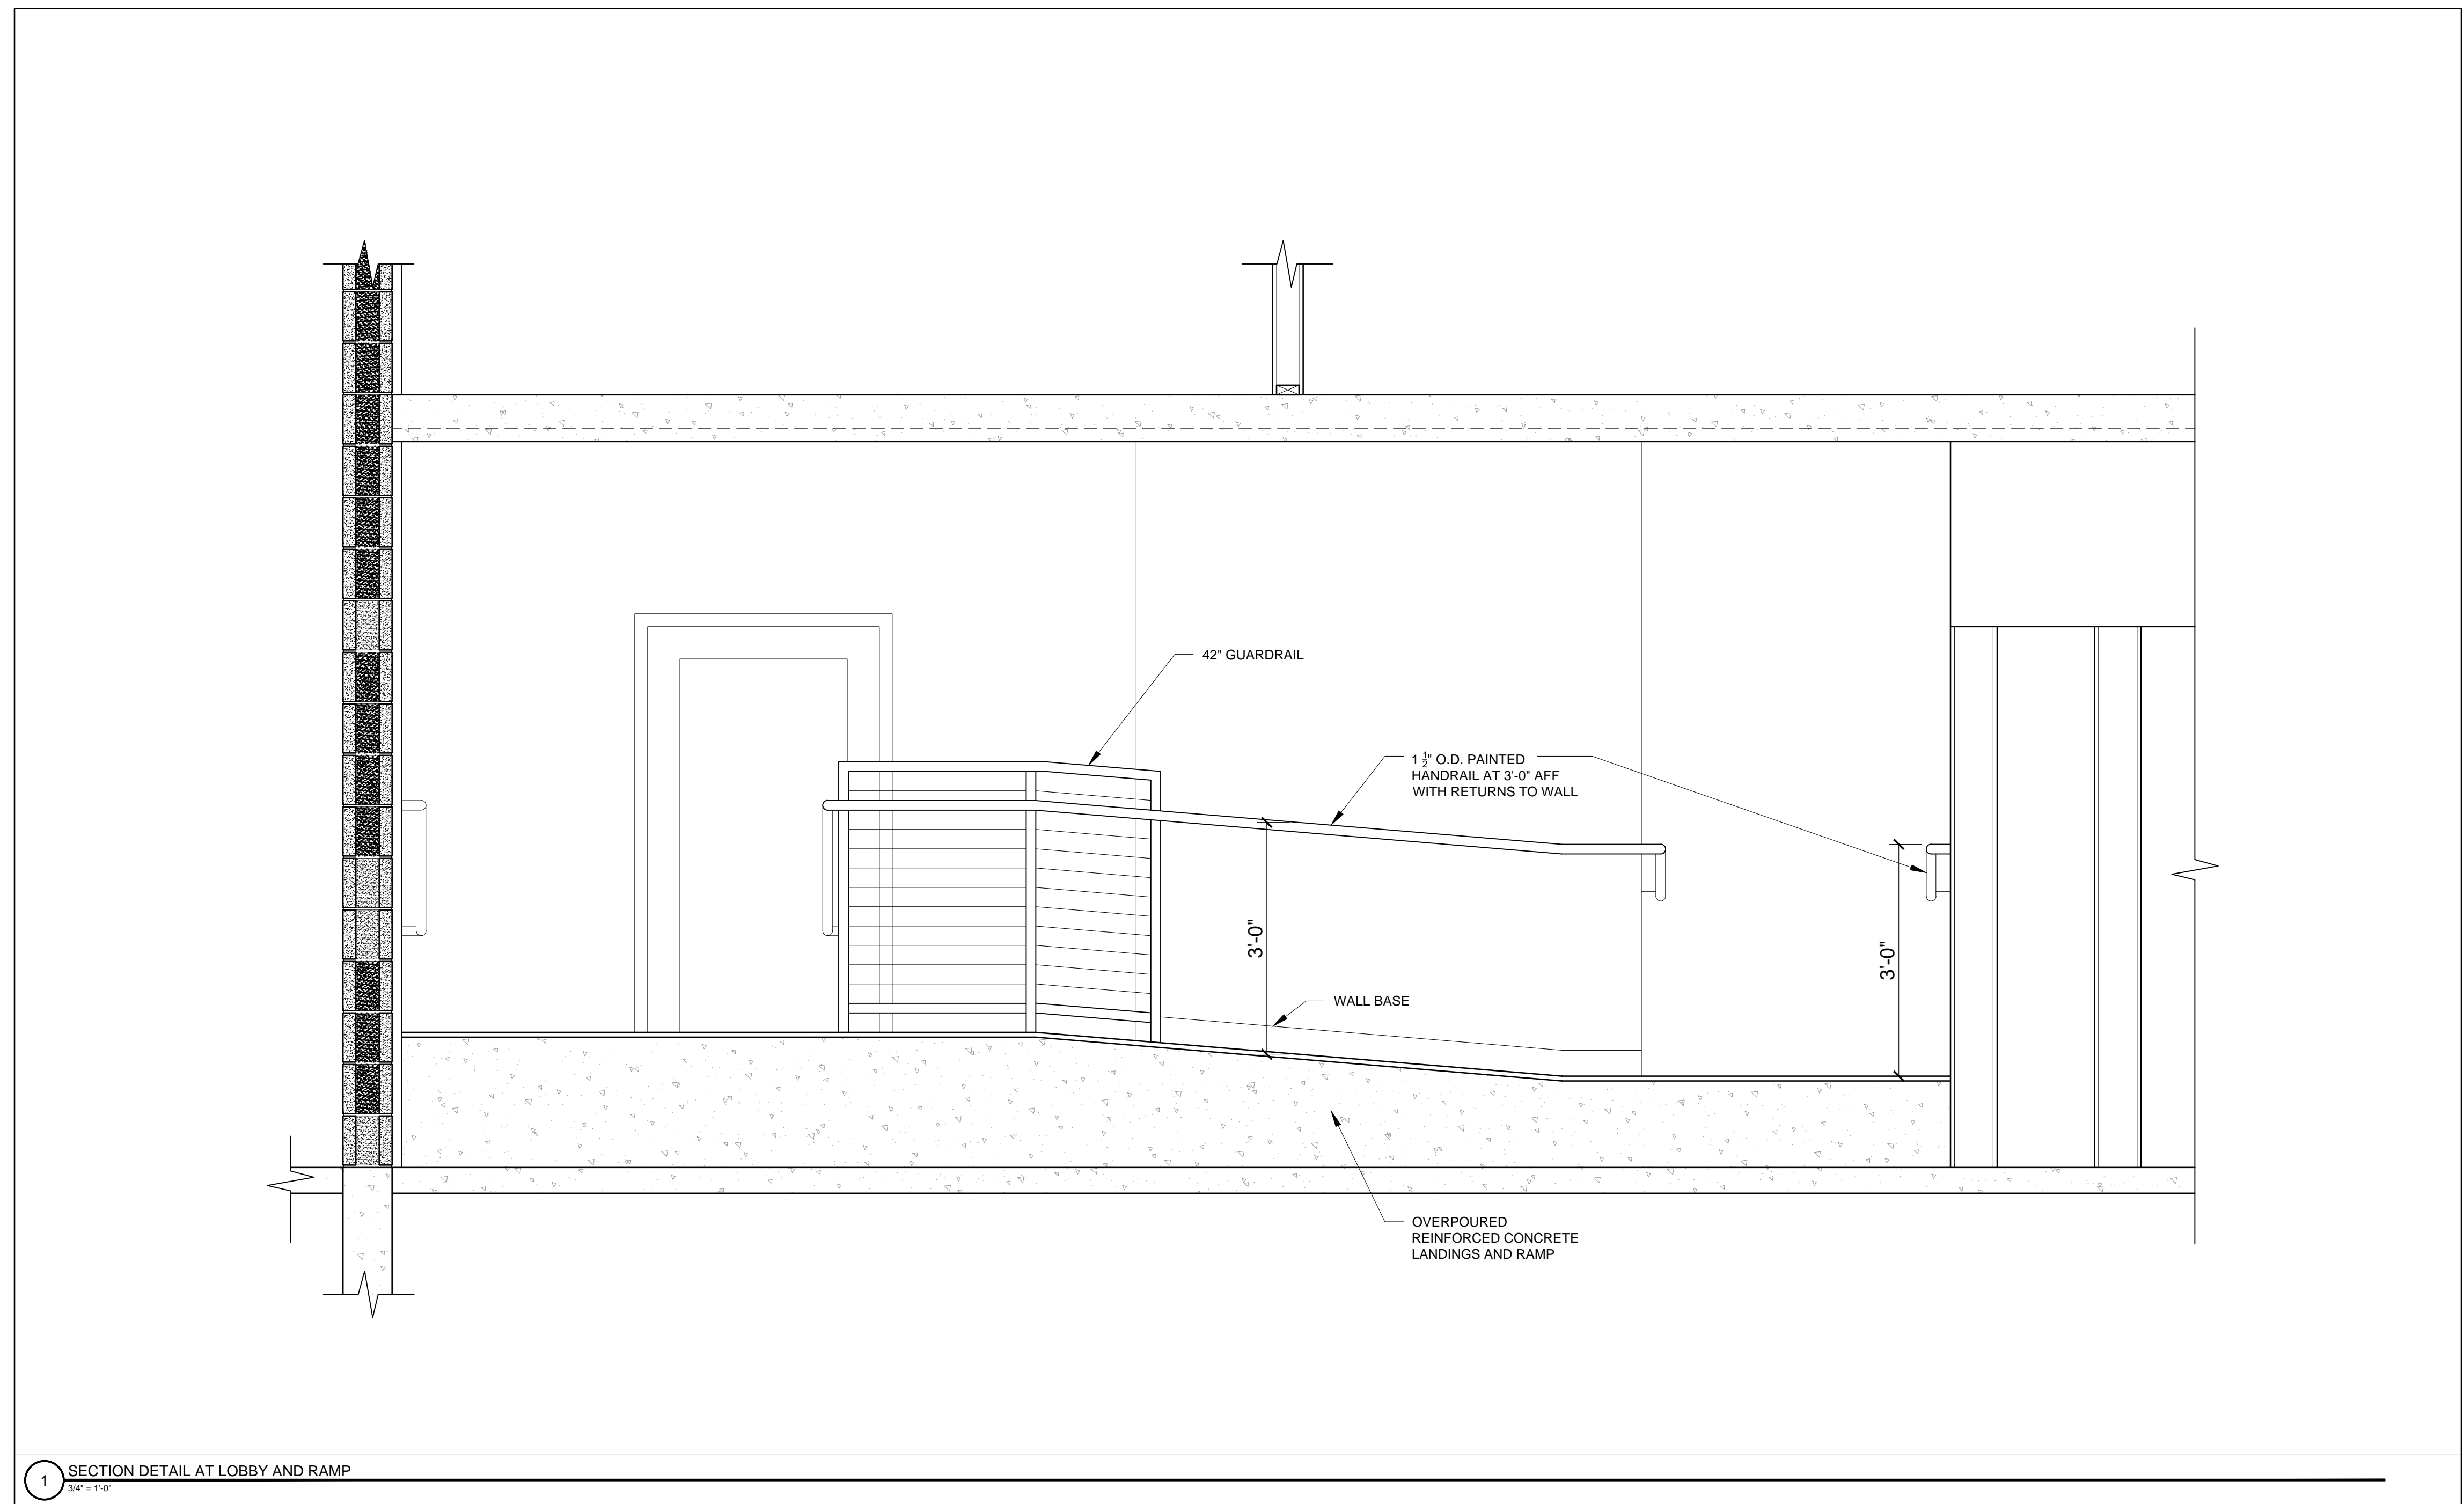 42" GUARDRAIL
1 1/2" O.D. PAINTED
HANDRAIL AT 3'-0" AFF
WITH RETURNS TO WALL
3'-0"
3'-0"
WALL BASE
OVERPOURED
REINFORCED CONCRETE
LANDINGS AND RAMP
1
SECTION DETAIL AT LOBBY AND RAMP
3/4" = 1'-0"